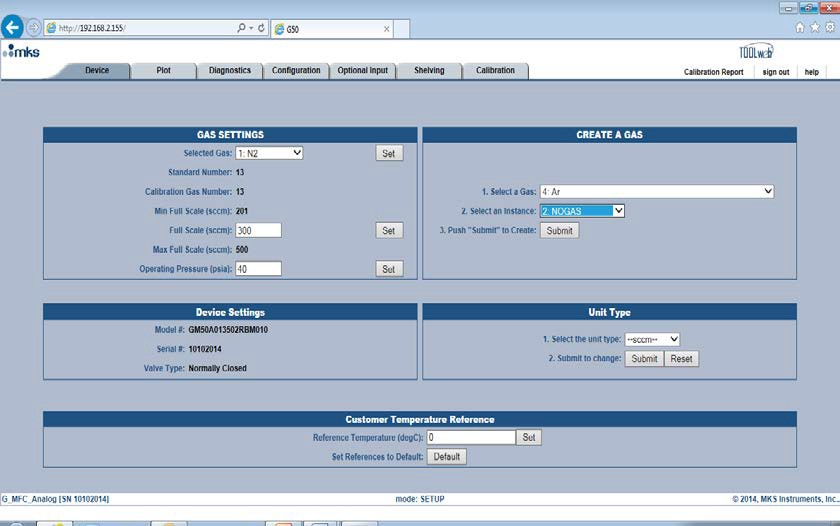 http://192.168.2.155/
G50
mks
TOOLweb
Device Plot Diagnostics Configuration Optional Input Shelving Calibration
Calibration Report sign out help
GAS SETTINGS
Selected Gas: 1: N2 Set
Standard Number: 13
Calibration Gas Number: 13
Min Full Scale (sccm): 201
Full Scale (sccm): 300 Set
Max Full Scale (sccm): 500
Operating Pressure (psia): 40 Set
CREATE A GAS
1. Select a Gas: 4: Ar
2. Select an Instance: 2: NOGAS
3. Push "Submit" to Create: Submit
Device Settings
Model #: GM50A013502RBM010
Serial #: 10102014
Valve Type: Normally Closed
Unit Type
1. Select the unit type: --sccm--
2. Submit to change: Submit Reset
Customer Temperature Reference
Reference Temperature (degC): 0 Set
Set References to Default: Default
G_MFC_Analog [SN 10102014] mode: SETUP © 2014, MKS Instruments, Inc.